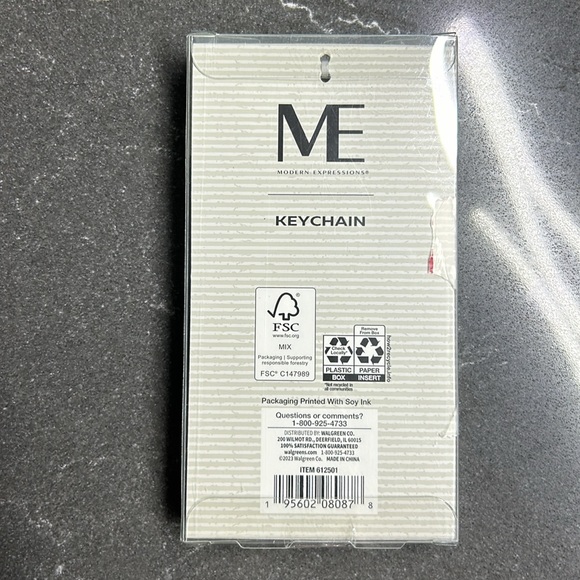 ME
MODERN EXPRESSIONS®
KEYCHAIN
FSC
www.fsc.org
MIX
Packaging | Supporting
responsible forestry
FSC® C147989
Check
Locally*
PLASTIC
BOX
*Not recycled in
all communities
Remove
From Box
PAPER
INSERT
how2recycle.info
Packaging Printed With Soy Ink
Questions or comments?
1-800-925-4733
DISTRIBUTED BY: WALGREEN CO.
200 WILMOT RD., DEERFIELD, IL 60015
100% SATISFACTION GUARANTEED
walgreens.com 1-800-925-4733
©2023 Walgreen Co. MADE IN CHINA
ITEM 612501
1 95602 08087 8